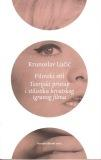 Krunoslav Lučić
Filmski stil
Teorijski pristup
i stilistika hrvatskog
igranog filma